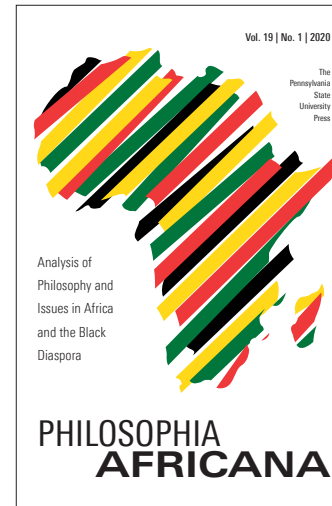 Vol. 19 | No. 1 | 2020
The
Pennsylvania
State
University
Press
Analysis of
Philosophy and
Issues in Africa
and the Black
Diaspora
PHILOSOPHIA
AFRICANA